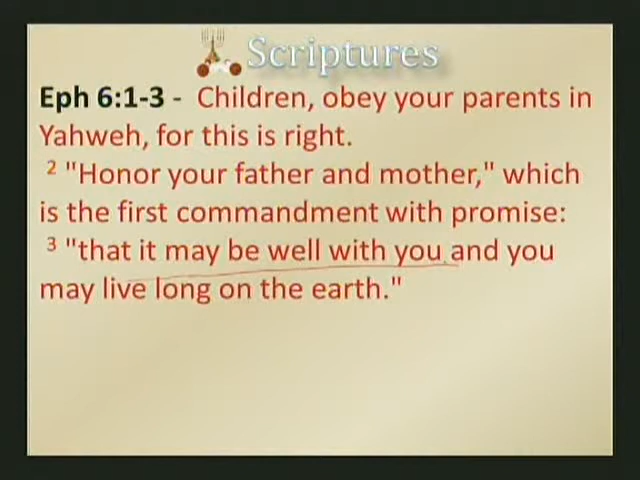 Scriptures
Eph 6:1-3 - Children, obey your parents in
Yahweh, for this is right.
2 "Honor your father and mother," which
is the first commandment with promise:
3 "that it may be well with you and you
may live long on the earth."